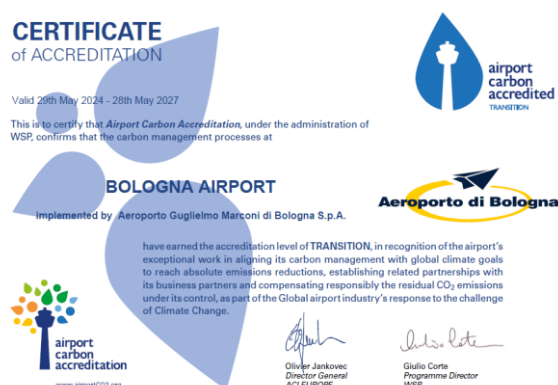 CERTIFICATE
of ACCREDITATION
airport
carbon
accredited
TRANSITION
Valid 29th May 2024 - 28th May 2027
This is to certify that Airport Carbon Accreditation, under the administration of
WSP, confirms that the carbon management processes at
BOLOGNA AIRPORT
Aeroporto di Bologna
implemented by Aeroporto Guglielmo Marconi di Bologna S.p.A.
have earned the accreditation level of TRANSITION, in recognition of the airport's
exceptional work in aligning its carbon management with global climate goals
to reach absolute emissions reductions, establishing related partnerships with
its business partners and compensating responsibly the residual CO₂ emissions
under its control, as part of the Global airport industry's response to the challenge
of Climate Change.
airport
carbon
accreditation
www.airportCO2.org
Olivier Jankovec
Director General
ACI EUROPE
Giulio Corte
Programme Director
WSP